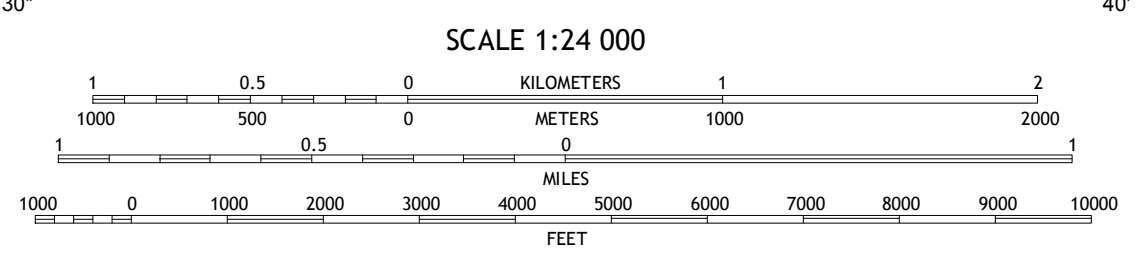 30" 40'
SCALE 1:24 000
1 0.5 0 KILOMETERS 1 2
1000 500 0 METERS 1000 2000
1 0.5 0 1
MILES
1000 0 1000 2000 3000 4000 5000 6000 7000 8000 9000 10000
FEET